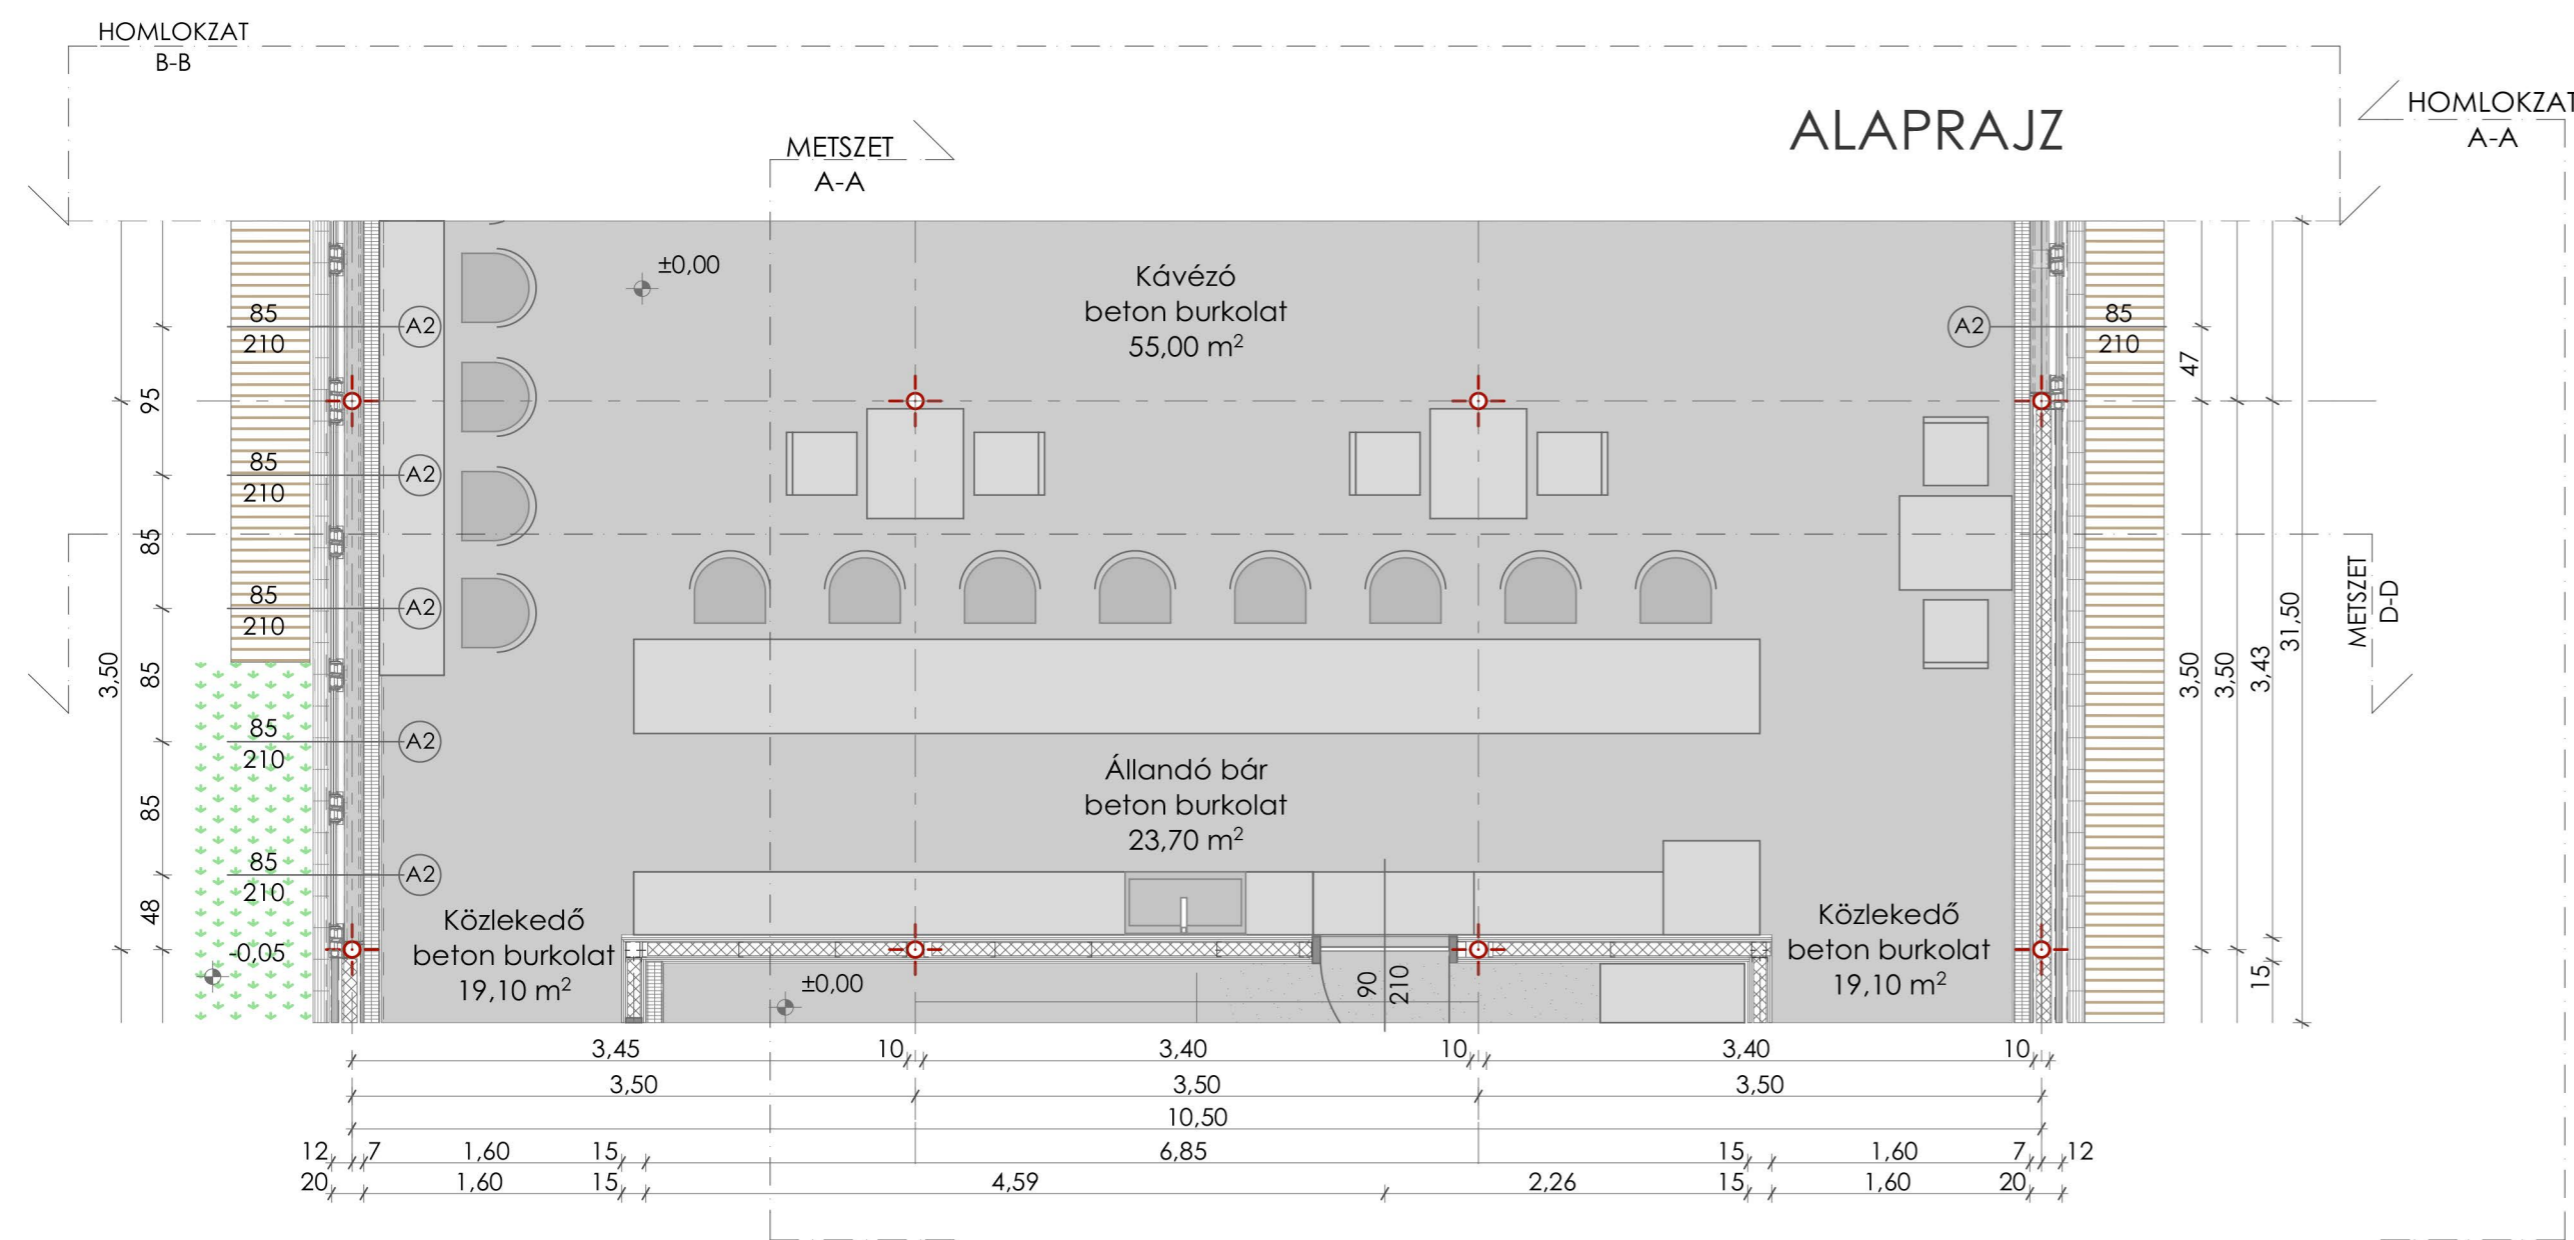 HOMLOKZAT
B-B
HOMLOKZAT
A-A
METSZET
A-A
ALAPRAJZ
±0,00
Kávézó
beton burkolat
55,00 m²
85
210
A2
A2
85
210
47
95
85
210
A2
85
85
210
A2
METSZET
D-D
31,50
3,50
85
3,50
3,50
3,43
85
210
A2
Állandó bár
beton burkolat
23,70 m²
85
85
210
A2
48
Közlekedő
beton burkolat
19,10 m²
Közlekedő
beton burkolat
19,10 m²
-0,05
±0,00
90
210
15
3,45
10
3,40
10
3,40
10
3,50
3,50
3,50
10,50
12
7
1,60
15
6,85
15
1,60
7
12
20
1,60
15
4,59
2,26
15
1,60
20